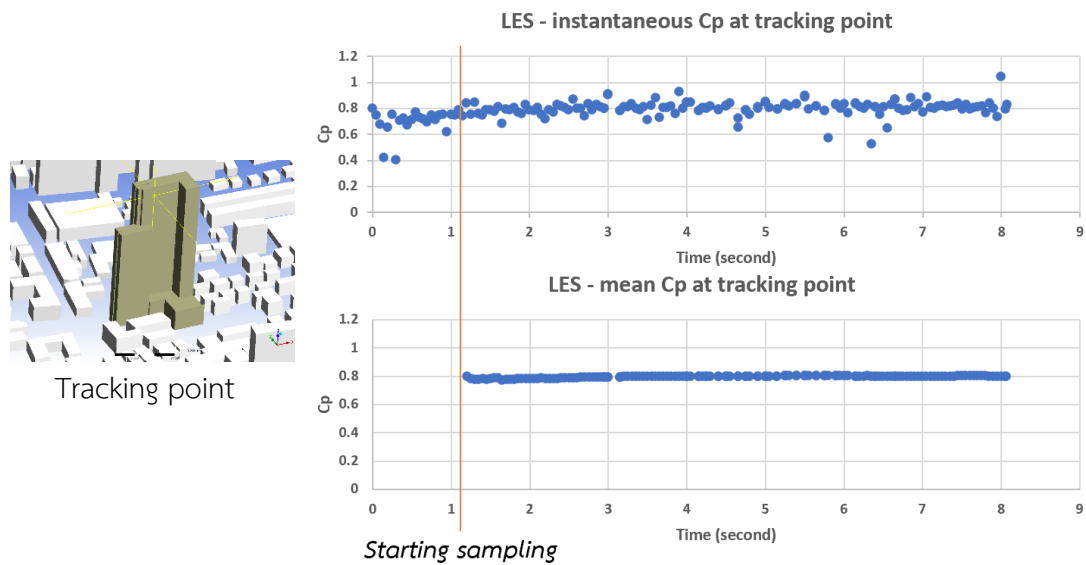 LES - instantaneous Cp at tracking point
1.2
1
0.8
0.6
0.4
0.2
0
Cp
0 1 2 3 4 5 6 7 8 9
Time (second)
LES - mean Cp at tracking point
1.2
1
0.8
0.6
0.4
0.2
0
Cp
0 1 2 3 4 5 6 7 8 9
Time (second)
Tracking point
Starting sampling